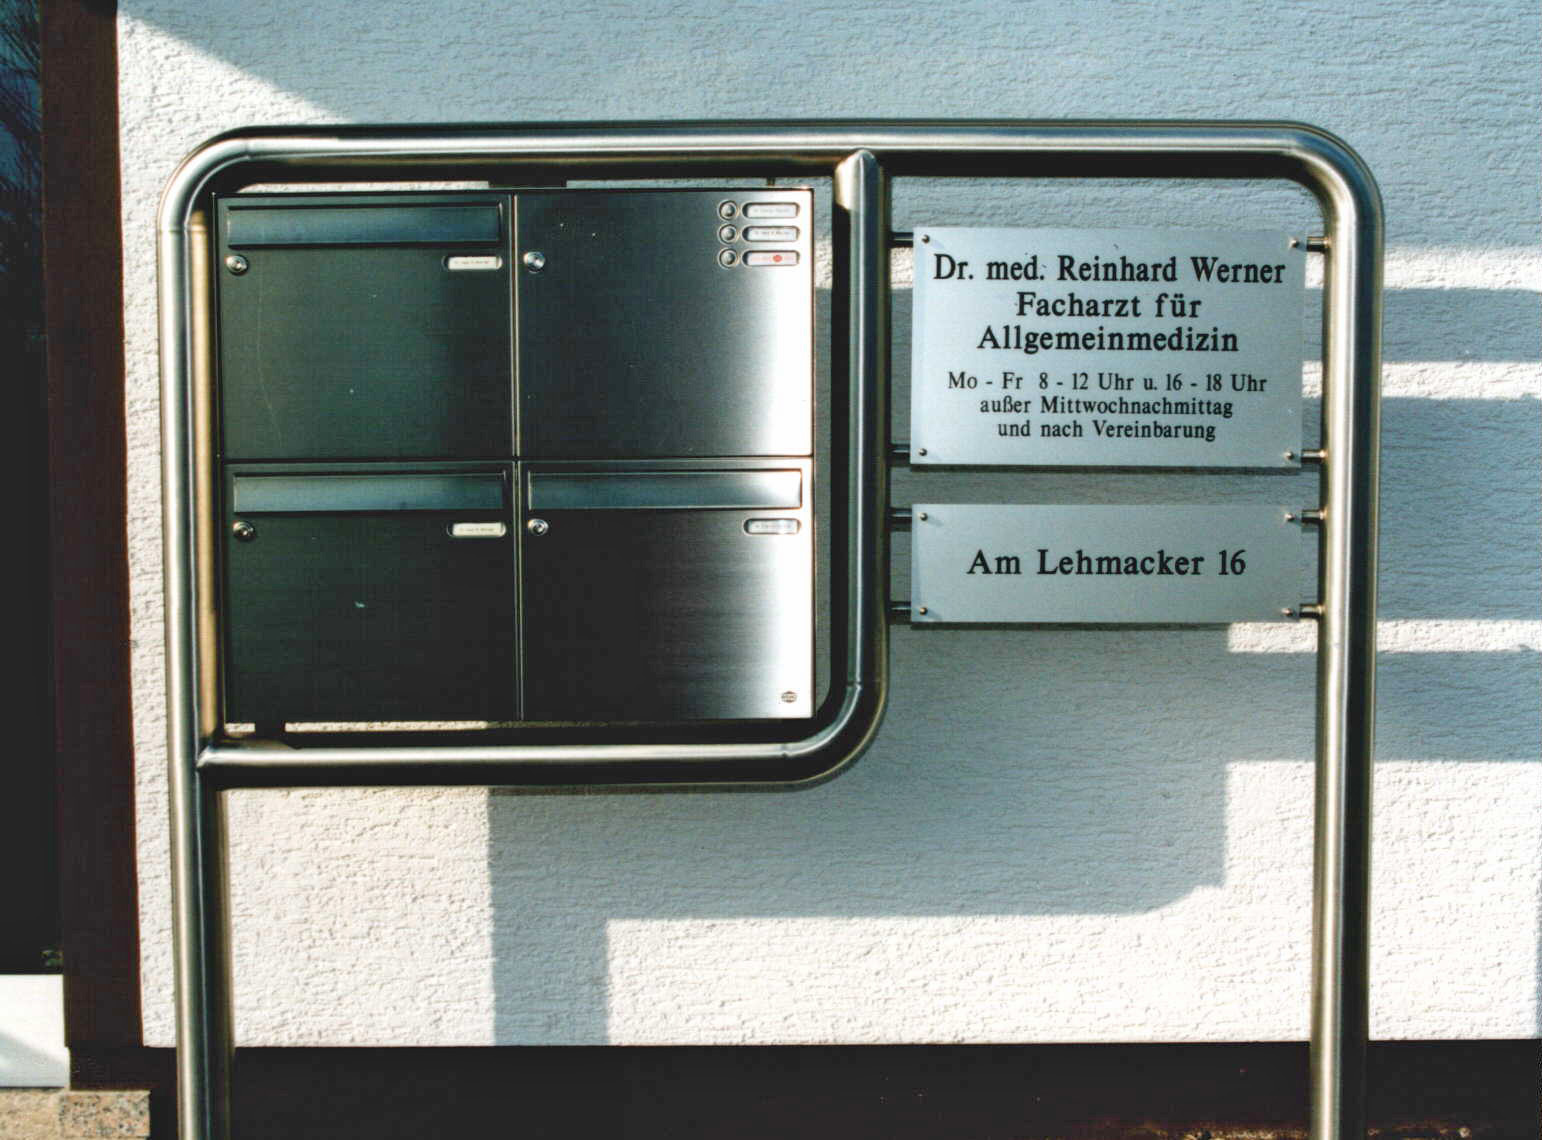 Dr. med. Reinhard Werner
Facharzt für
Allgemeinmedizin
Mo - Fr 8 - 12 Uhr u. 16 - 18 Uhr
außer Mittwochnachmittag
und nach Vereinbarung
Am Lehmacker 16